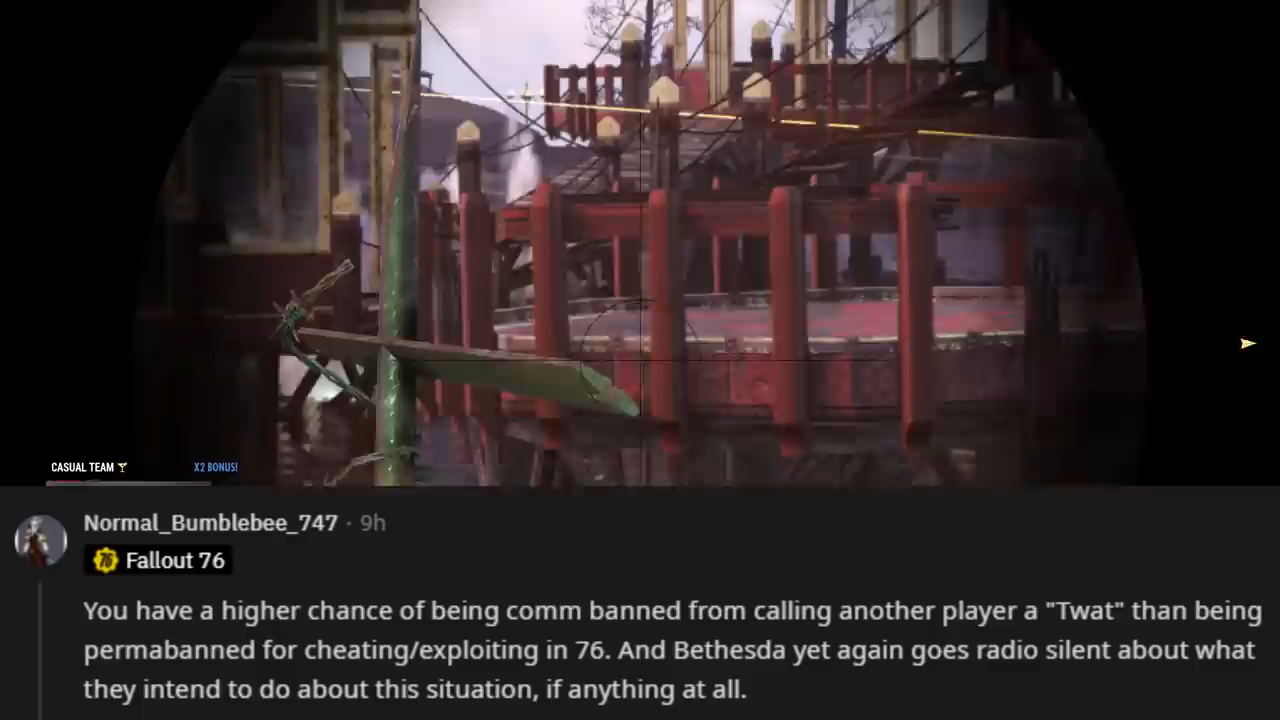 CASUAL TEAM
X2 BONUS!
Normal_Bumblebee_747 · 9h
76 Fallout 76
You have a higher chance of being comm banned from calling another player a "Twat" than being
permabanned for cheating/exploiting in 76. And Bethesda yet again goes radio silent about what
they intend to do about this situation, if anything at all.